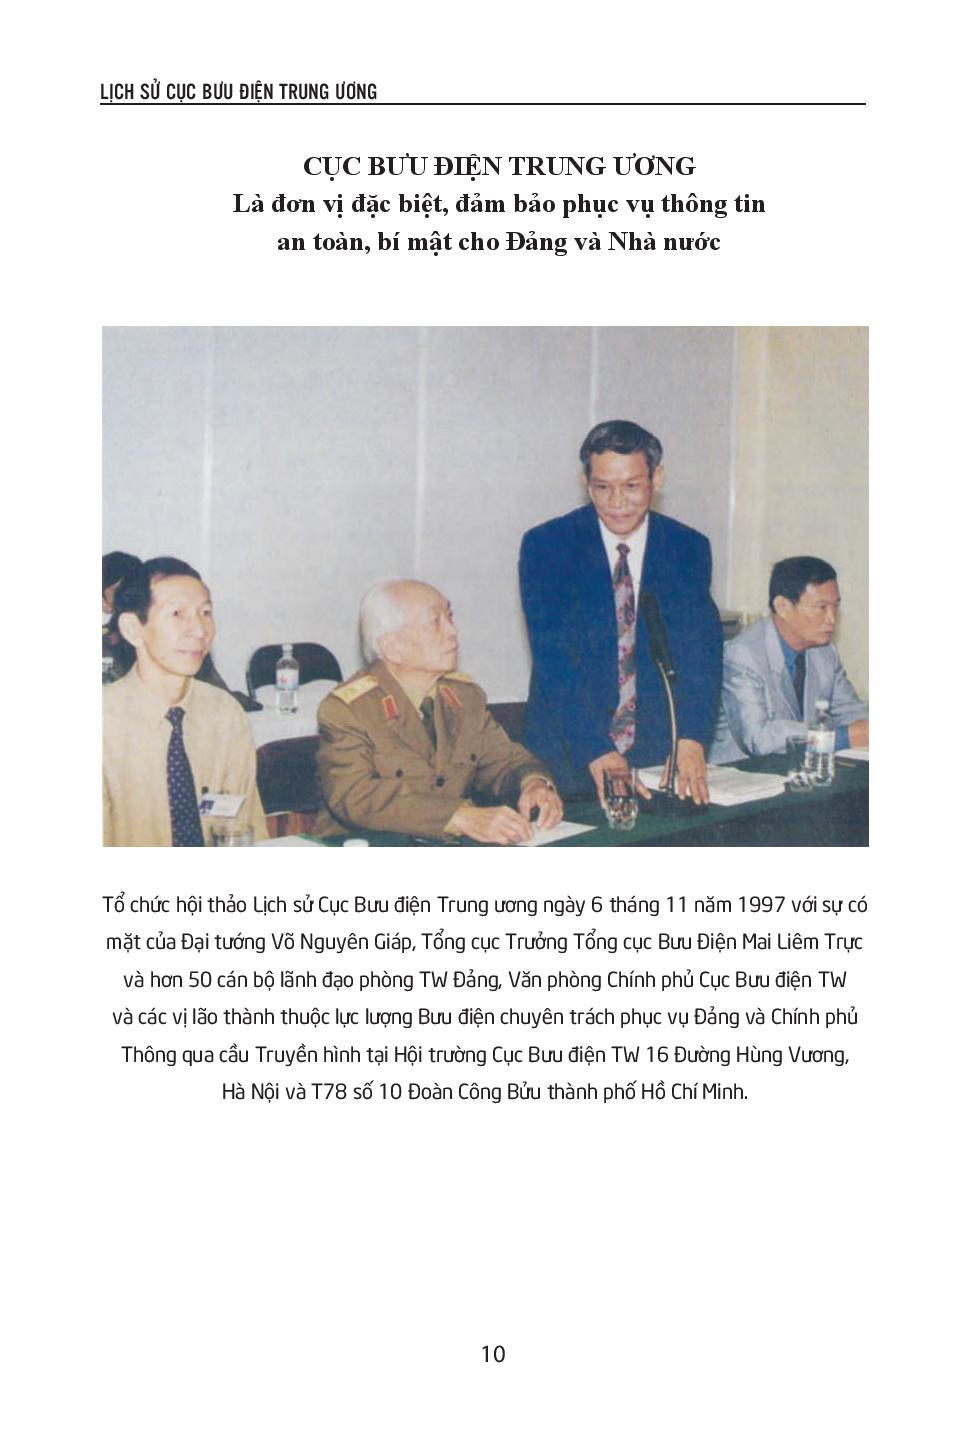 LỊCH SỬ CỤC BƯU ĐIỆN TRUNG ƯƠNG
CỤC BƯU ĐIỆN TRUNG ƯƠNG
Là đơn vị đặc biệt, đảm bảo phục vụ thông tin
an toàn, bí mật cho Đảng và Nhà nước
Tổ chức hội thảo Lịch sử Cục Bưu điện Trung ương ngày 6 tháng 11 năm 1997 với sự có
mặt của Đại tướng Võ Nguyên Giáp, Tổng cục Trưởng Tổng cục Bưu Điện Mai Liêm Trực
và hơn 50 cán bộ lãnh đạo phòng TW Đảng, Văn phòng Chính phủ Cục Bưu điện TW
và các vị lão thành thuộc lực lượng Bưu điện chuyên trách phục vụ Đảng và Chính phủ
Thông qua cầu Truyền hình tại Hội trường Cục Bưu điện TW 16 Đường Hùng Vương,
Hà Nội và T78 số 10 Đoàn Công Bửu thành phố Hồ Chí Minh.
10